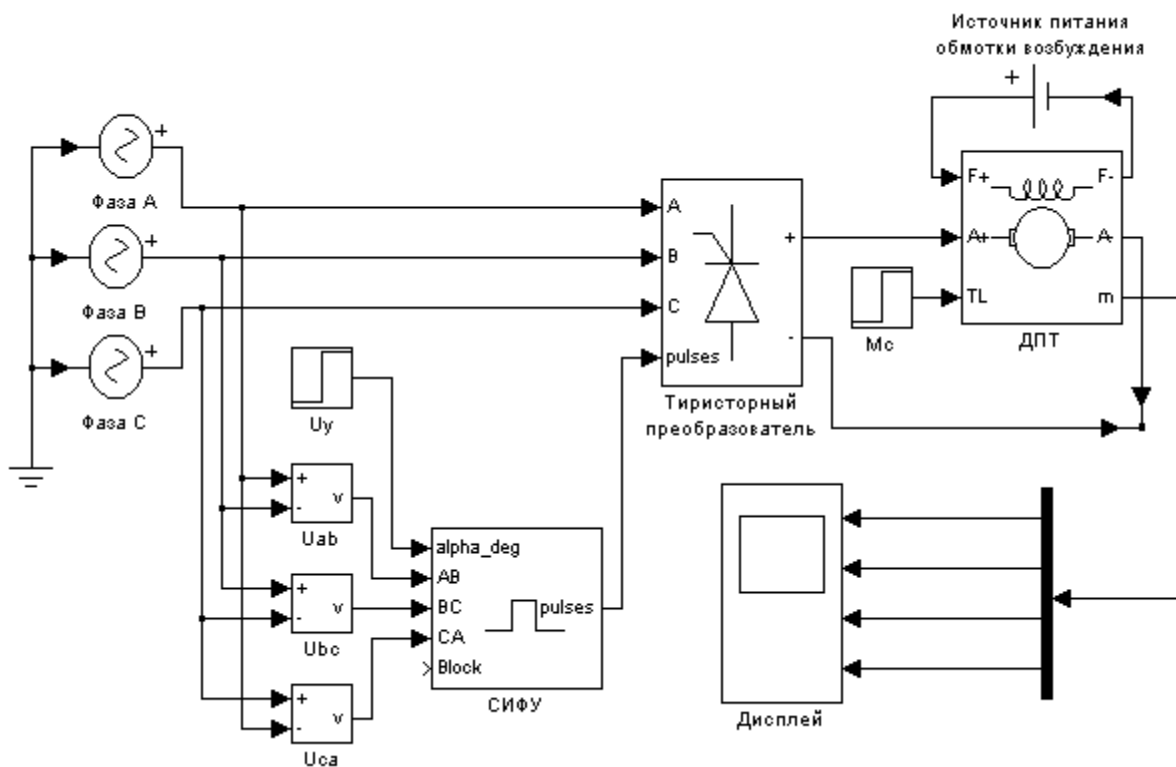 Источник питания
обмотки возбуждения
+
+
Фаза А
+
Фаза В
+
Фаза С
A
B
C
pulses
+
-
Тиристорный
преобразователь
F+
F-
A+
A-
TL
m
ДПТ
Мс
Uy
+
-
v
Uab
+
-
v
Ubc
+
-
v
Uca
alpha_deg
AB
BC
CA
Block
pulses
СИФУ
Дисплей